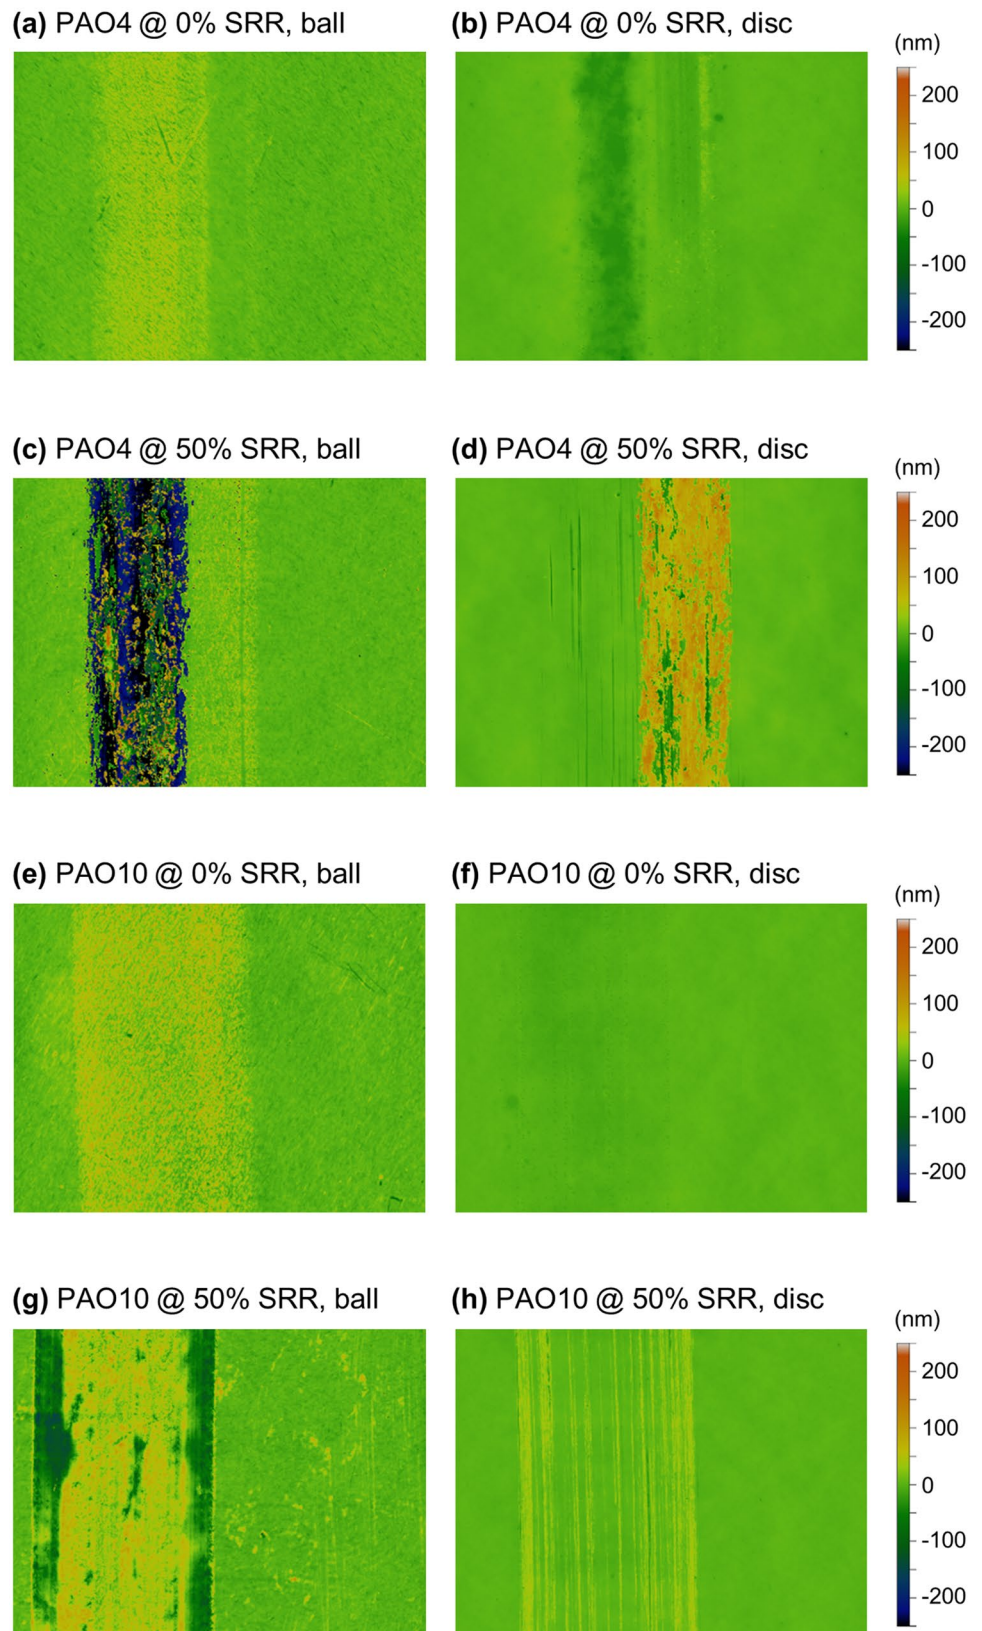 (a) PAO4 @ 0% SRR, ball
(b) PAO4 @ 0% SRR, disc
(nm)
200
100
0
-100
-200
(c) PAO4 @ 50% SRR, ball
(d) PAO4 @ 50% SRR, disc
(nm)
200
100
0
-100
-200
(e) PAO10 @ 0% SRR, ball
(f) PAO10 @ 0% SRR, disc
(nm)
200
100
0
-100
-200
(g) PAO10 @ 50% SRR, ball
(h) PAO10 @ 50% SRR, disc
(nm)
200
100
0
-100
-200